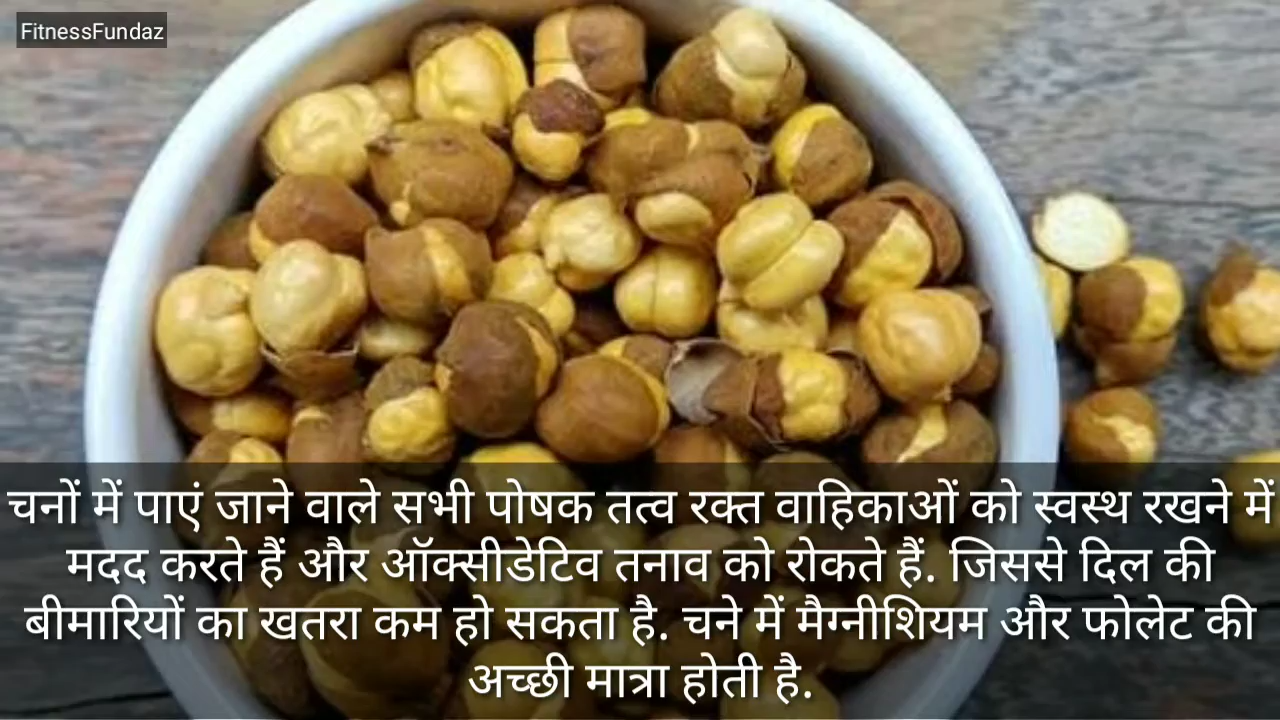 FitnessFundaz
चनों में पाएं जाने वाले सभी पोषक तत्व रक्त वाहिकाओं को स्वस्थ रखने में
मदद करते हैं और ऑक्सीडेटिव तनाव को रोकते हैं. जिससे दिल की
बीमारियों का खतरा कम हो सकता है. चने में मैग्नीशियम और फोलेट की
अच्छी मात्रा होती है.